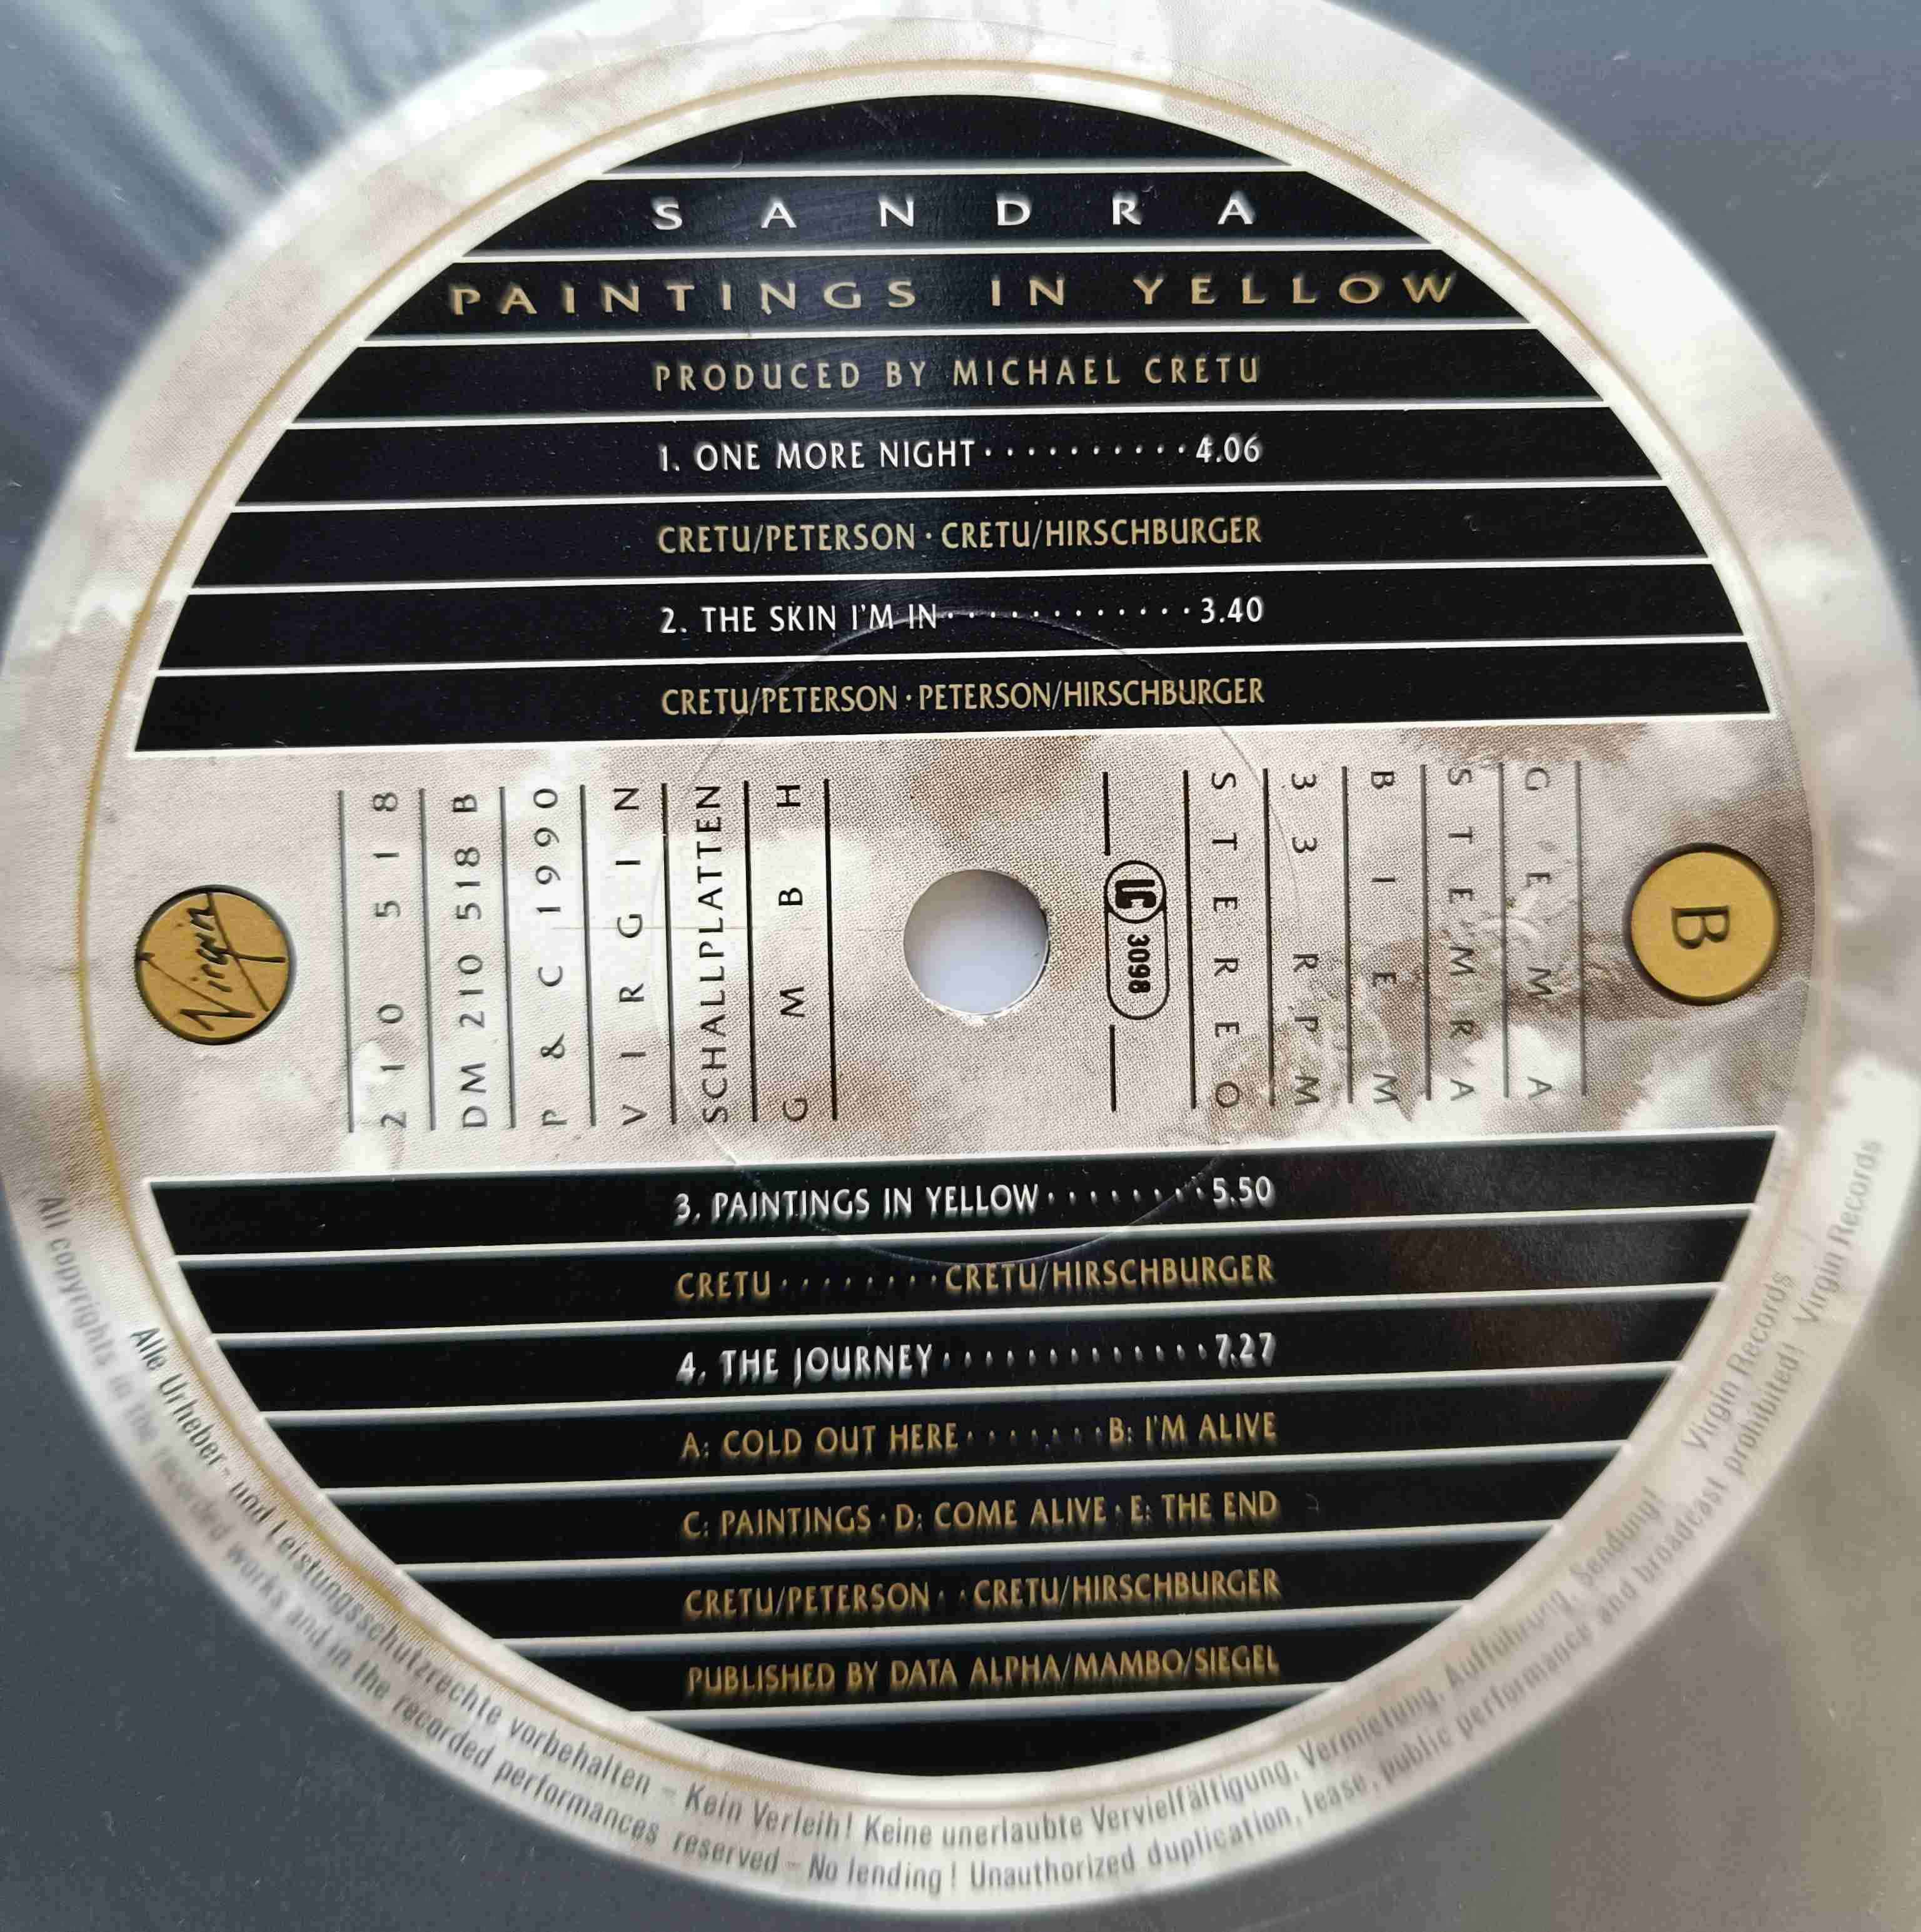 SANDRA
PAINTINGS IN YELLOW
PRODUCED BY MICHAEL CRETU
1. ONE MORE NIGHT · · · · · · · · · · 4.06
CRETU/PETERSON · CRETU/HIRSCHBURGER
2. THE SKIN I'M IN · · · · · · · · · · · · 3.40
CRETU/PETERSON · PETERSON/HIRSCHBURGER
Virgin
210 518
DM 210 518 B
P & C 1990
VIRGIN
SCHALLPLATTEN
GMBH
LC 3098
STEREO
33 RPM
BIEM
STEMRA
GEMA
B
3. PAINTINGS IN YELLOW · · · · · · · · 5.50
CRETU · · · · · · · · CRETU/HIRSCHBURGER
4. THE JOURNEY · · · · · · · · · · · · · 7.27
A: COLD OUT HERE · · · · · · · B: I'M ALIVE
C: PAINTINGS · D: COME ALIVE · E: THE END
CRETU/PETERSON · · CRETU/HIRSCHBURGER
PUBLISHED BY DATA ALPHA/MAMBO/SIEGEL
Alle Urheber- und Leistungsschutzrechte vorbehalten – Kein Verleih! Keine unerlaubte Vervielfältigung, Vermietung, Aufführung, Sendung! Virgin Records
All copyrights in the recorded works and in the recorded performances reserved – No lending! Unauthorized duplication, lease, public performance and broadcast prohibited! Virgin Records